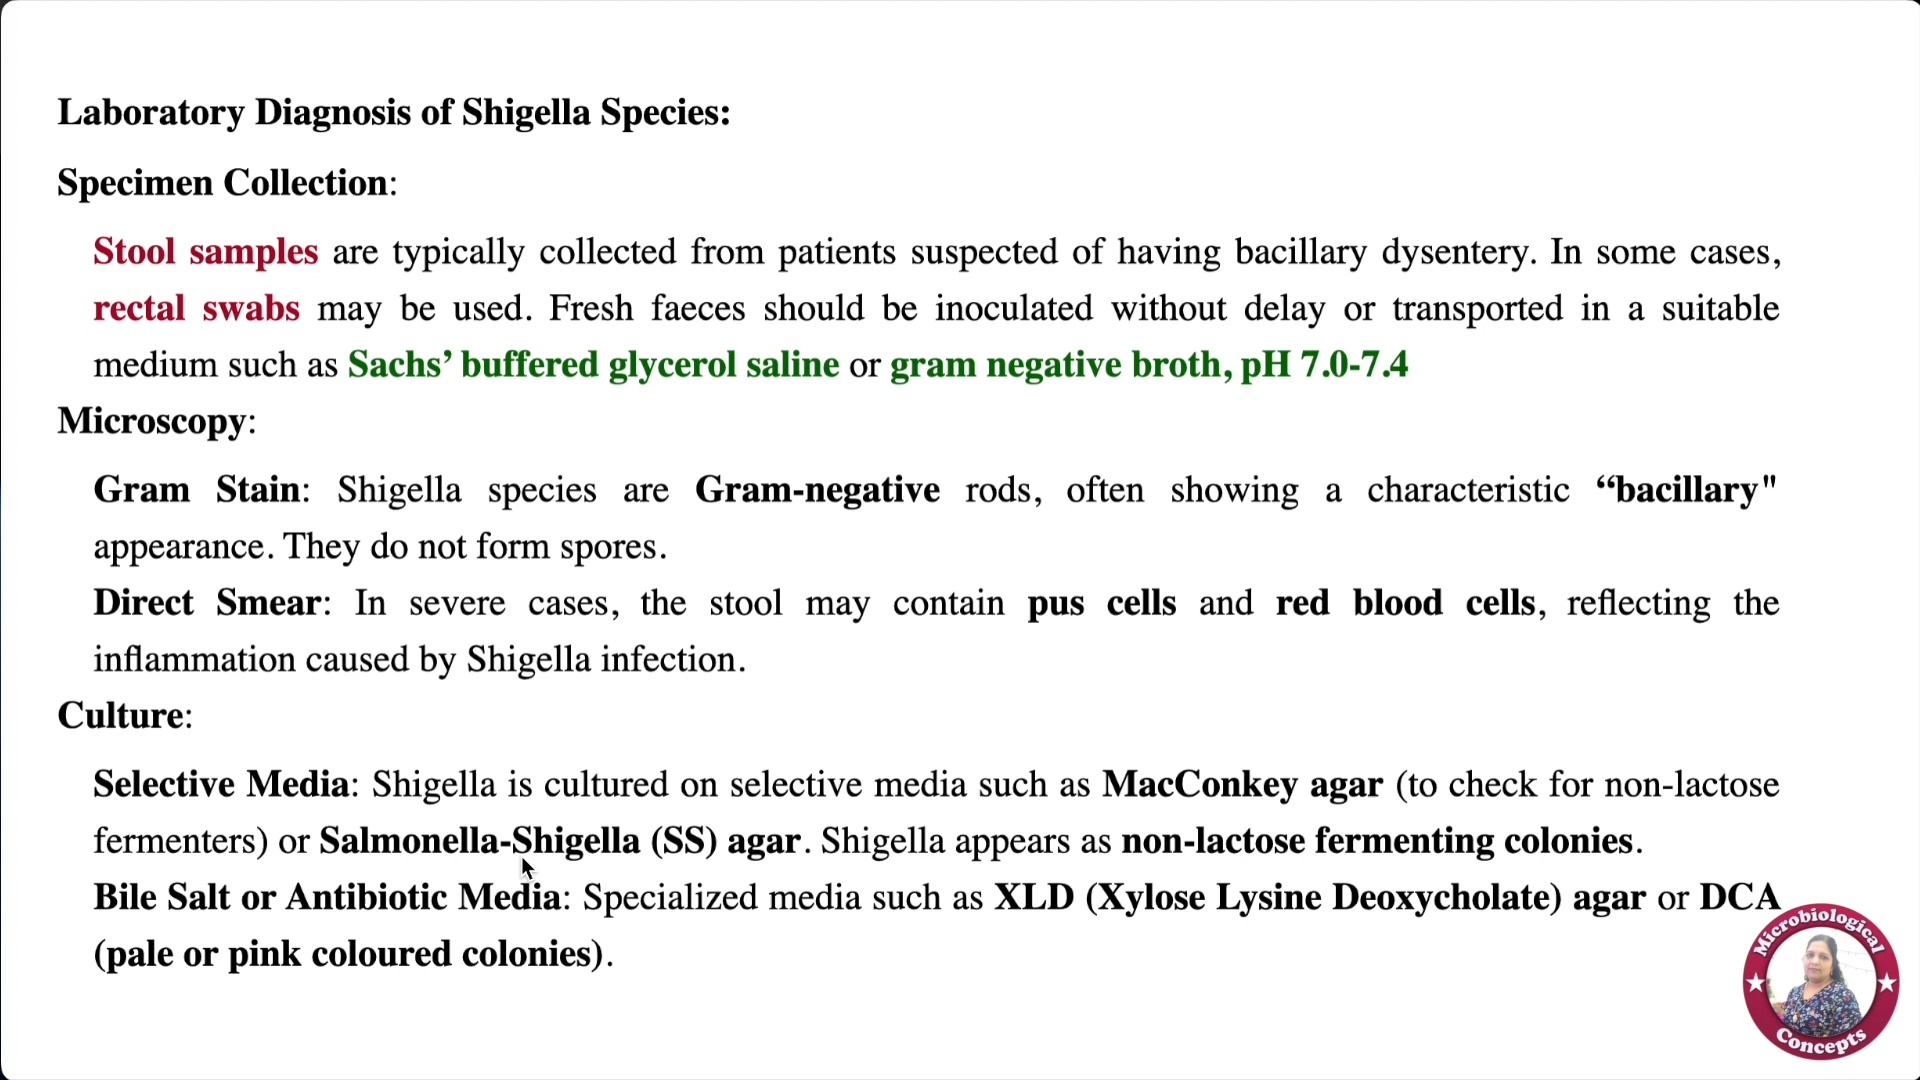 Laboratory Diagnosis of Shigella Species:
Specimen Collection:
Stool samples are typically collected from patients suspected of having bacillary dysentery. In some cases,
rectal swabs may be used. Fresh faeces should be inoculated without delay or transported in a suitable
medium such as Sachs’ buffered glycerol saline or gram negative broth, pH 7.0-7.4
Microscopy:
Gram Stain: Shigella species are Gram-negative rods, often showing a characteristic “bacillary"
appearance. They do not form spores.
Direct Smear: In severe cases, the stool may contain pus cells and red blood cells, reflecting the
inflammation caused by Shigella infection.
Culture:
Selective Media: Shigella is cultured on selective media such as MacConkey agar (to check for non-lactose
fermenters) or Salmonella-Shigella (SS) agar. Shigella appears as non-lactose fermenting colonies.
Bile Salt or Antibiotic Media: Specialized media such as XLD (Xylose Lysine Deoxycholate) agar or DCA
(pale or pink coloured colonies).
Microbiological
Concepts